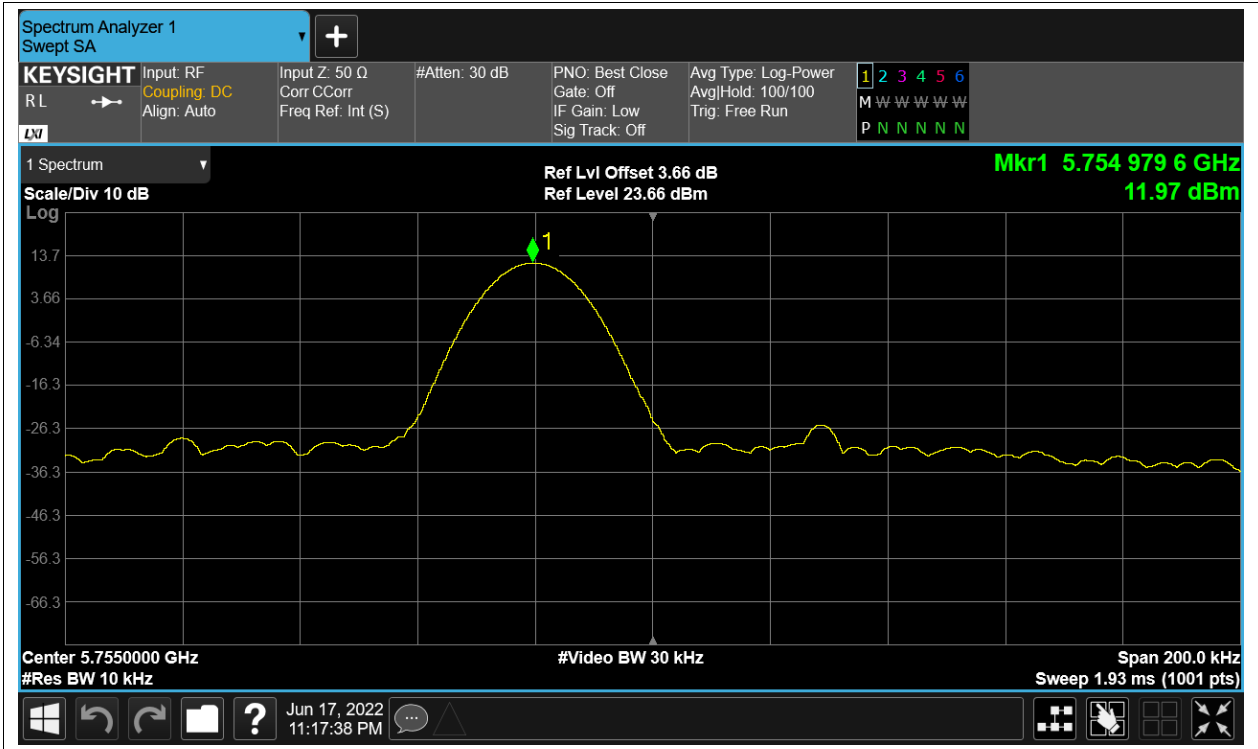 Spectrum Analyzer 1
Swept SA
+
KEYSIGHT Input: RF Input Z: 50 Ω #Atten: 30 dB PNO: Best Close Avg Type: Log-Power 1 2 3 4 5 6
R L Coupling: DC Corr CCorr Gate: Off Avg|Hold: 100/100 M W W W W W
Align: Auto Freq Ref: Int (S) IF Gain: Low Trig: Free Run
LXI Sig Track: Off P N N N N N
1 Spectrum
Ref Lvl Offset 3.66 dB Mkr1 5.754 979 6 GHz
Scale/Div 10 dB Ref Level 23.66 dBm 11.97 dBm
Log
1
13.7
3.66
-6.34
-16.3
-26.3
-36.3
-46.3
-56.3
-66.3
Center 5.7550000 GHz #Video BW 30 kHz Span 200.0 kHz
#Res BW 10 kHz Sweep 1.93 ms (1001 pts)
? Jun 17, 2022
11:17:38 PM